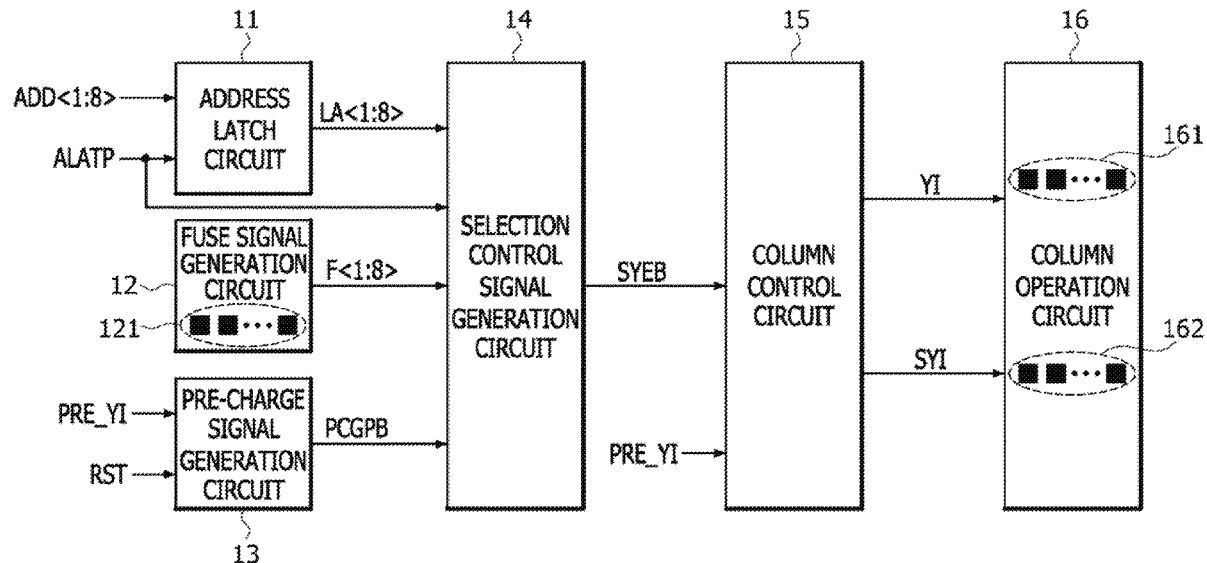 11
14
15
16
ADD<1:8>
ALATP
ADDRESS
LATCH
CIRCUIT
LA<1:8>
FUSE SIGNAL
GENERATION
CIRCUIT
12
121
F<1:8>
PRE_YI
RST
PRE-CHARGE
SIGNAL
GENERATION
CIRCUIT
13
PCGPB
SELECTION
CONTROL
SIGNAL
GENERATION
CIRCUIT
SYEB
PRE_YI
COLUMN
CONTROL
CIRCUIT
YI
SYI
161
COLUMN
OPERATION
CIRCUIT
162